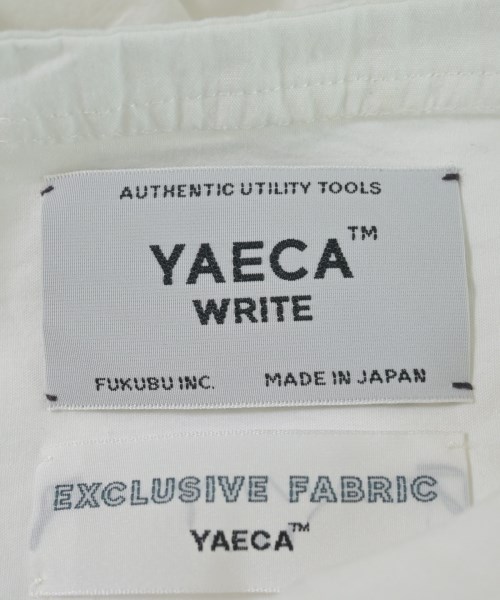 AUTHENTIC UTILITY TOOLS
YAECA™
WRITE
FUKUBU INC. MADE IN JAPAN
EXCLUSIVE FABRIC
YAECA™